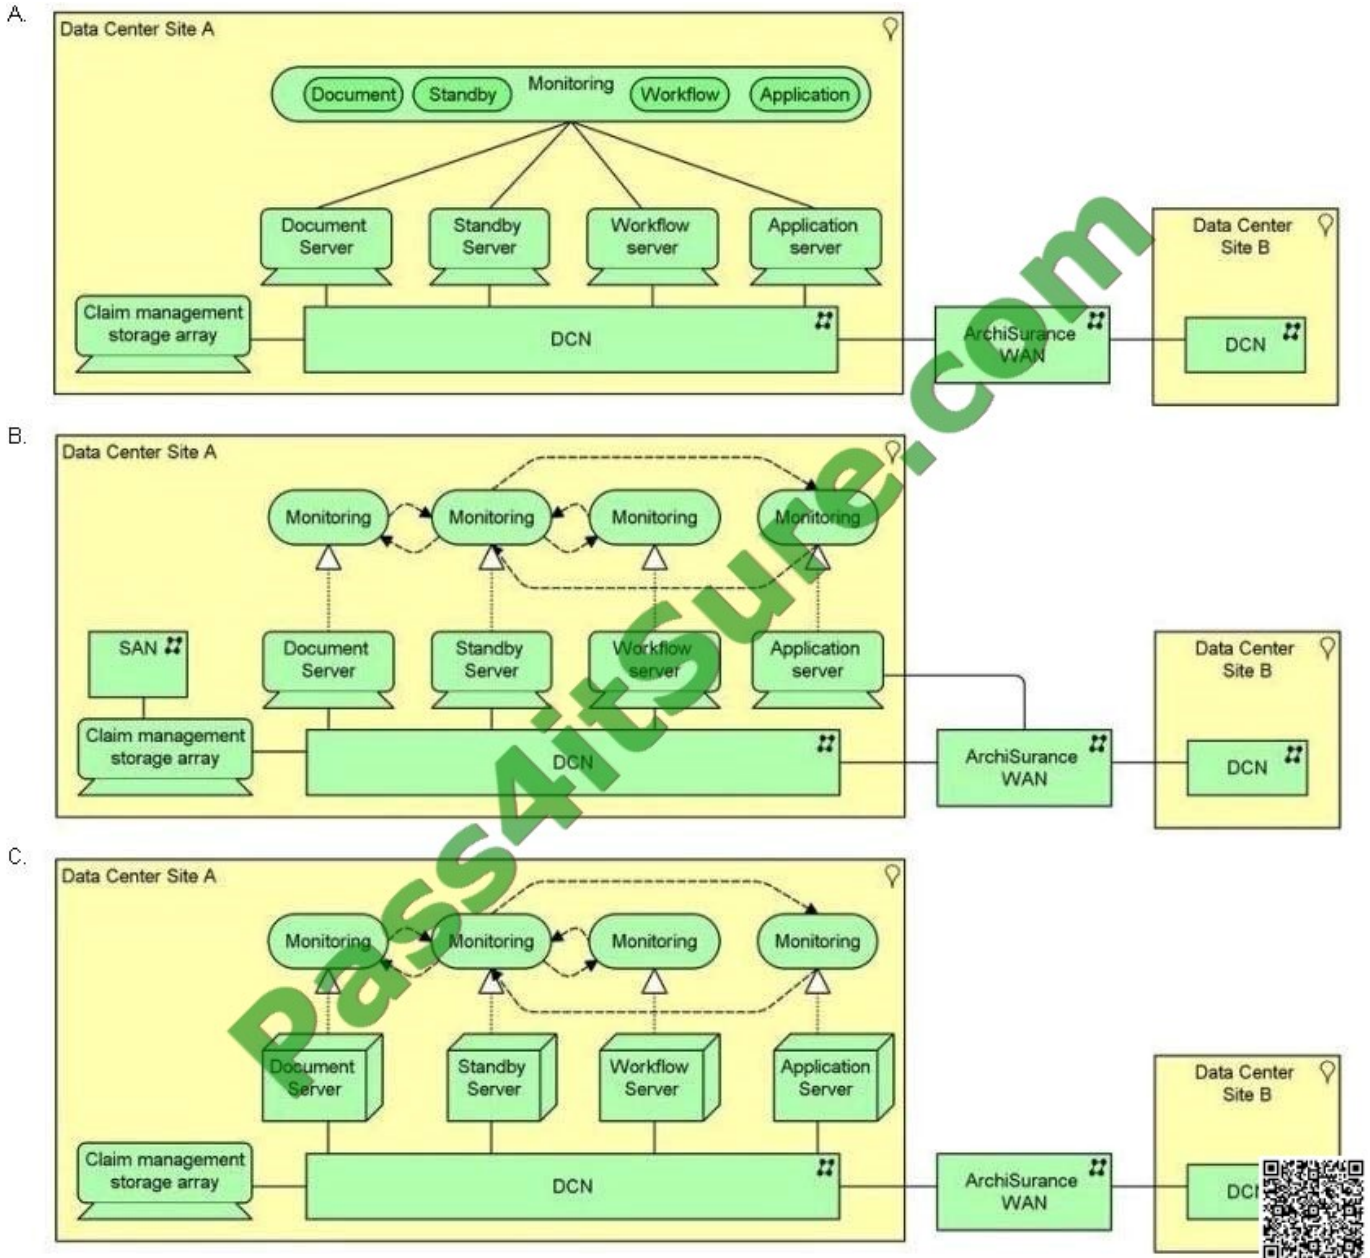 A.
Data Center Site A
Monitoring
Document
Standby
Workflow
Application
Document
Server
Standby
Server
Workflow
server
Application
server
Data Center
Site B
Claim management
storage array
DCN
ArchiSurance
WAN
DCN
B.
Data Center Site A
Monitoring
Monitoring
Monitoring
Monitoring
SAN
Document
Server
Standby
Server
Workflow
server
Application
server
Data Center
Site B
Claim management
storage array
DCN
ArchiSurance
WAN
DCN
C.
Data Center Site A
Monitoring
Monitoring
Monitoring
Monitoring
Document
Server
Standby
Server
Workflow
Server
Application
Server
Data Center
Site B
Claim management
storage array
DCN
ArchiSurance
WAN
Pass4itSure.com